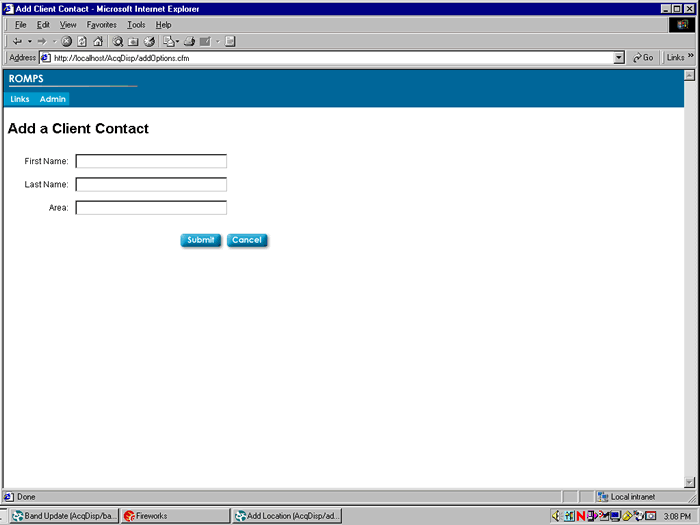 Add Client Contact - Microsoft Internet Explorer
File Edit View Favorites Tools Help
Address http://localhost/AcqDisp/addOptions.cfm Go Links »
ROMPS
Links Admin
Add a Client Contact
First Name:
Last Name:
Area:
Submit Cancel
Done Local intranet
Band Update (AcqDisp/ba... Fireworks Add Location (AcqDisp/ad... 3:08 PM